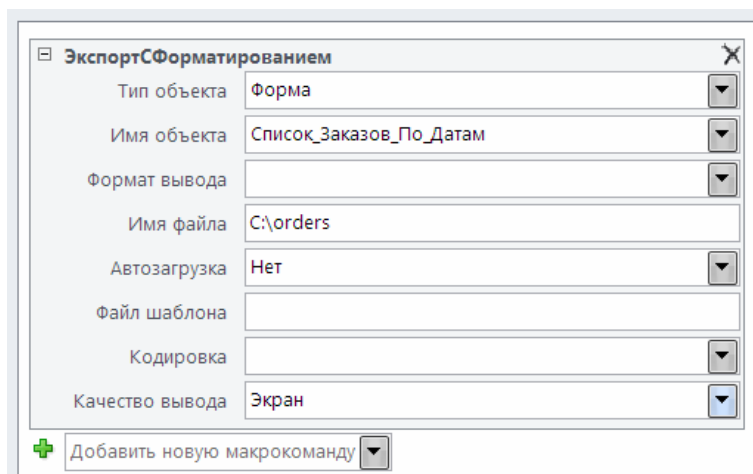 ЭкспортСФорматированием
Тип объекта Форма
Имя объекта Список_Заказов_По_Датам
Формат вывода
Имя файла C:\orders
Автозагрузка Нет
Файл шаблона
Кодировка
Качество вывода Экран
Добавить новую макрокоманду